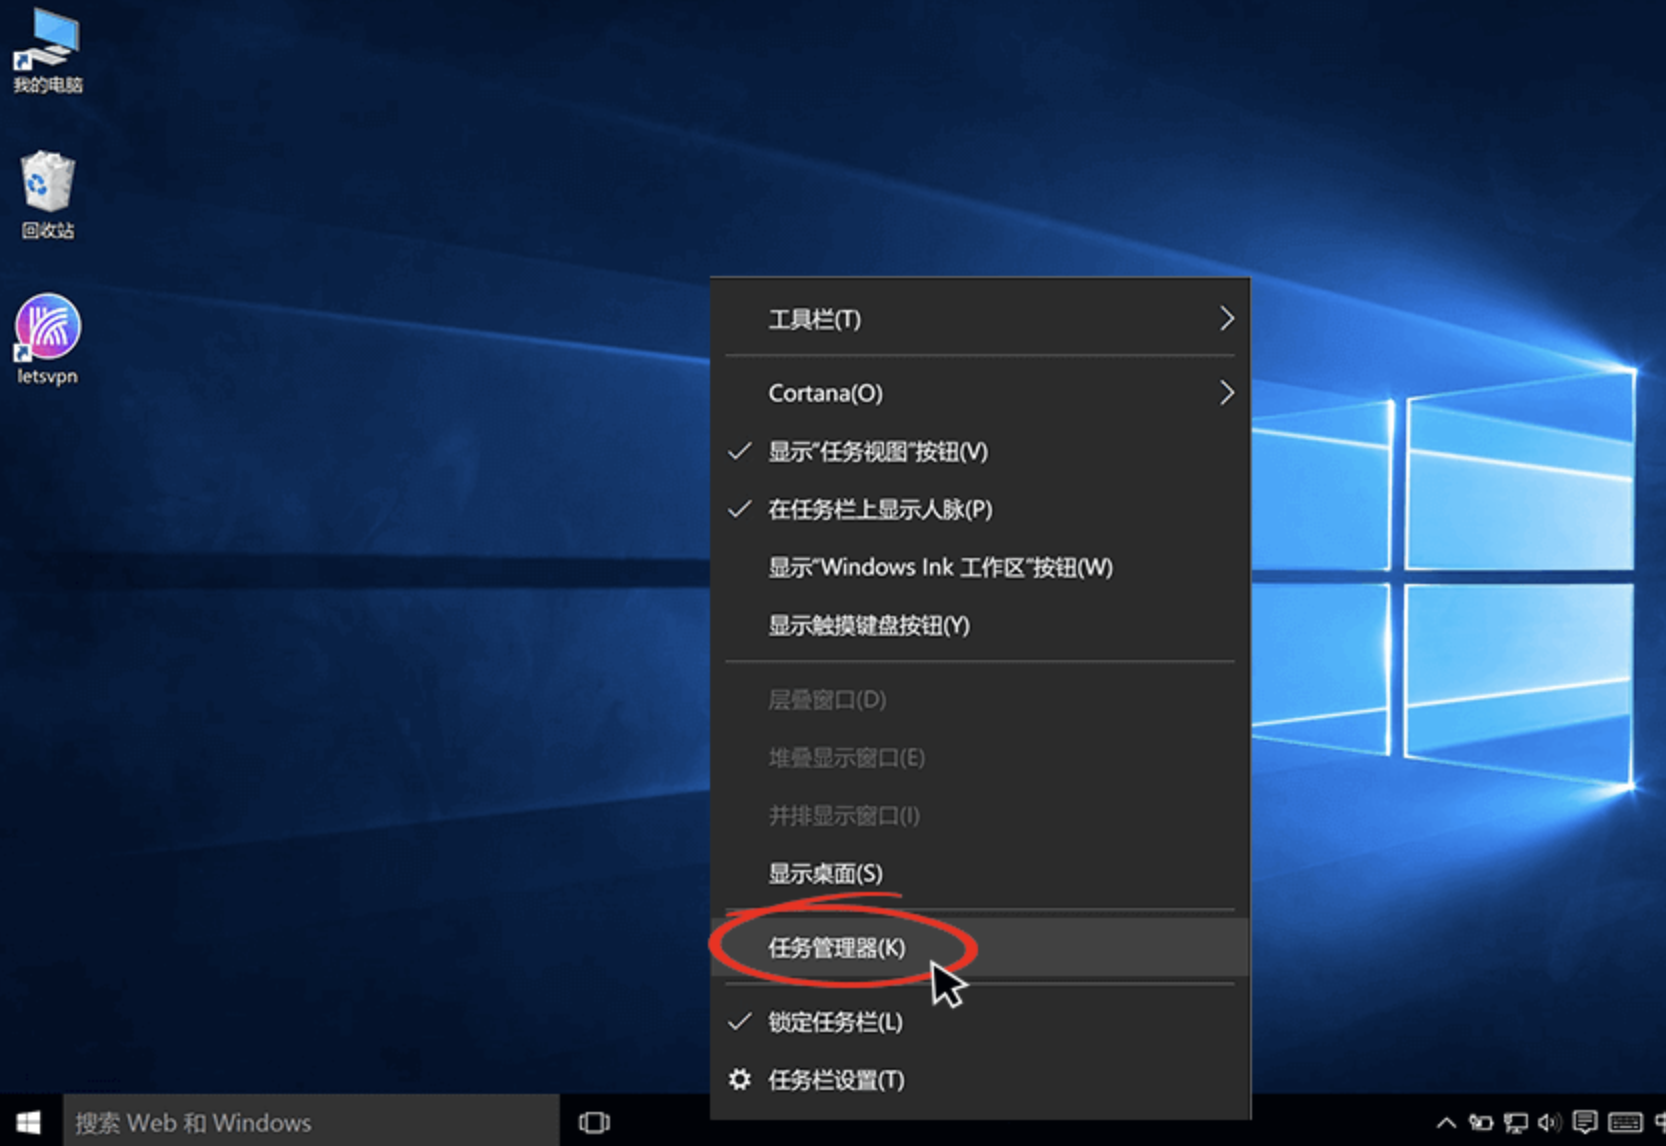 我的电脑
回收站
letsvpn
工具栏(T)
Cortana(O)
显示"任务视图"按钮(V)
在任务栏上显示人脉(P)
显示"Windows Ink 工作区"按钮(W)
显示触摸键盘按钮(Y)
层叠窗口(D)
堆叠显示窗口(E)
并排显示窗口(I)
显示桌面(S)
任务管理器(K)
锁定任务栏(L)
任务栏设置(T)
搜索 Web 和 Windows